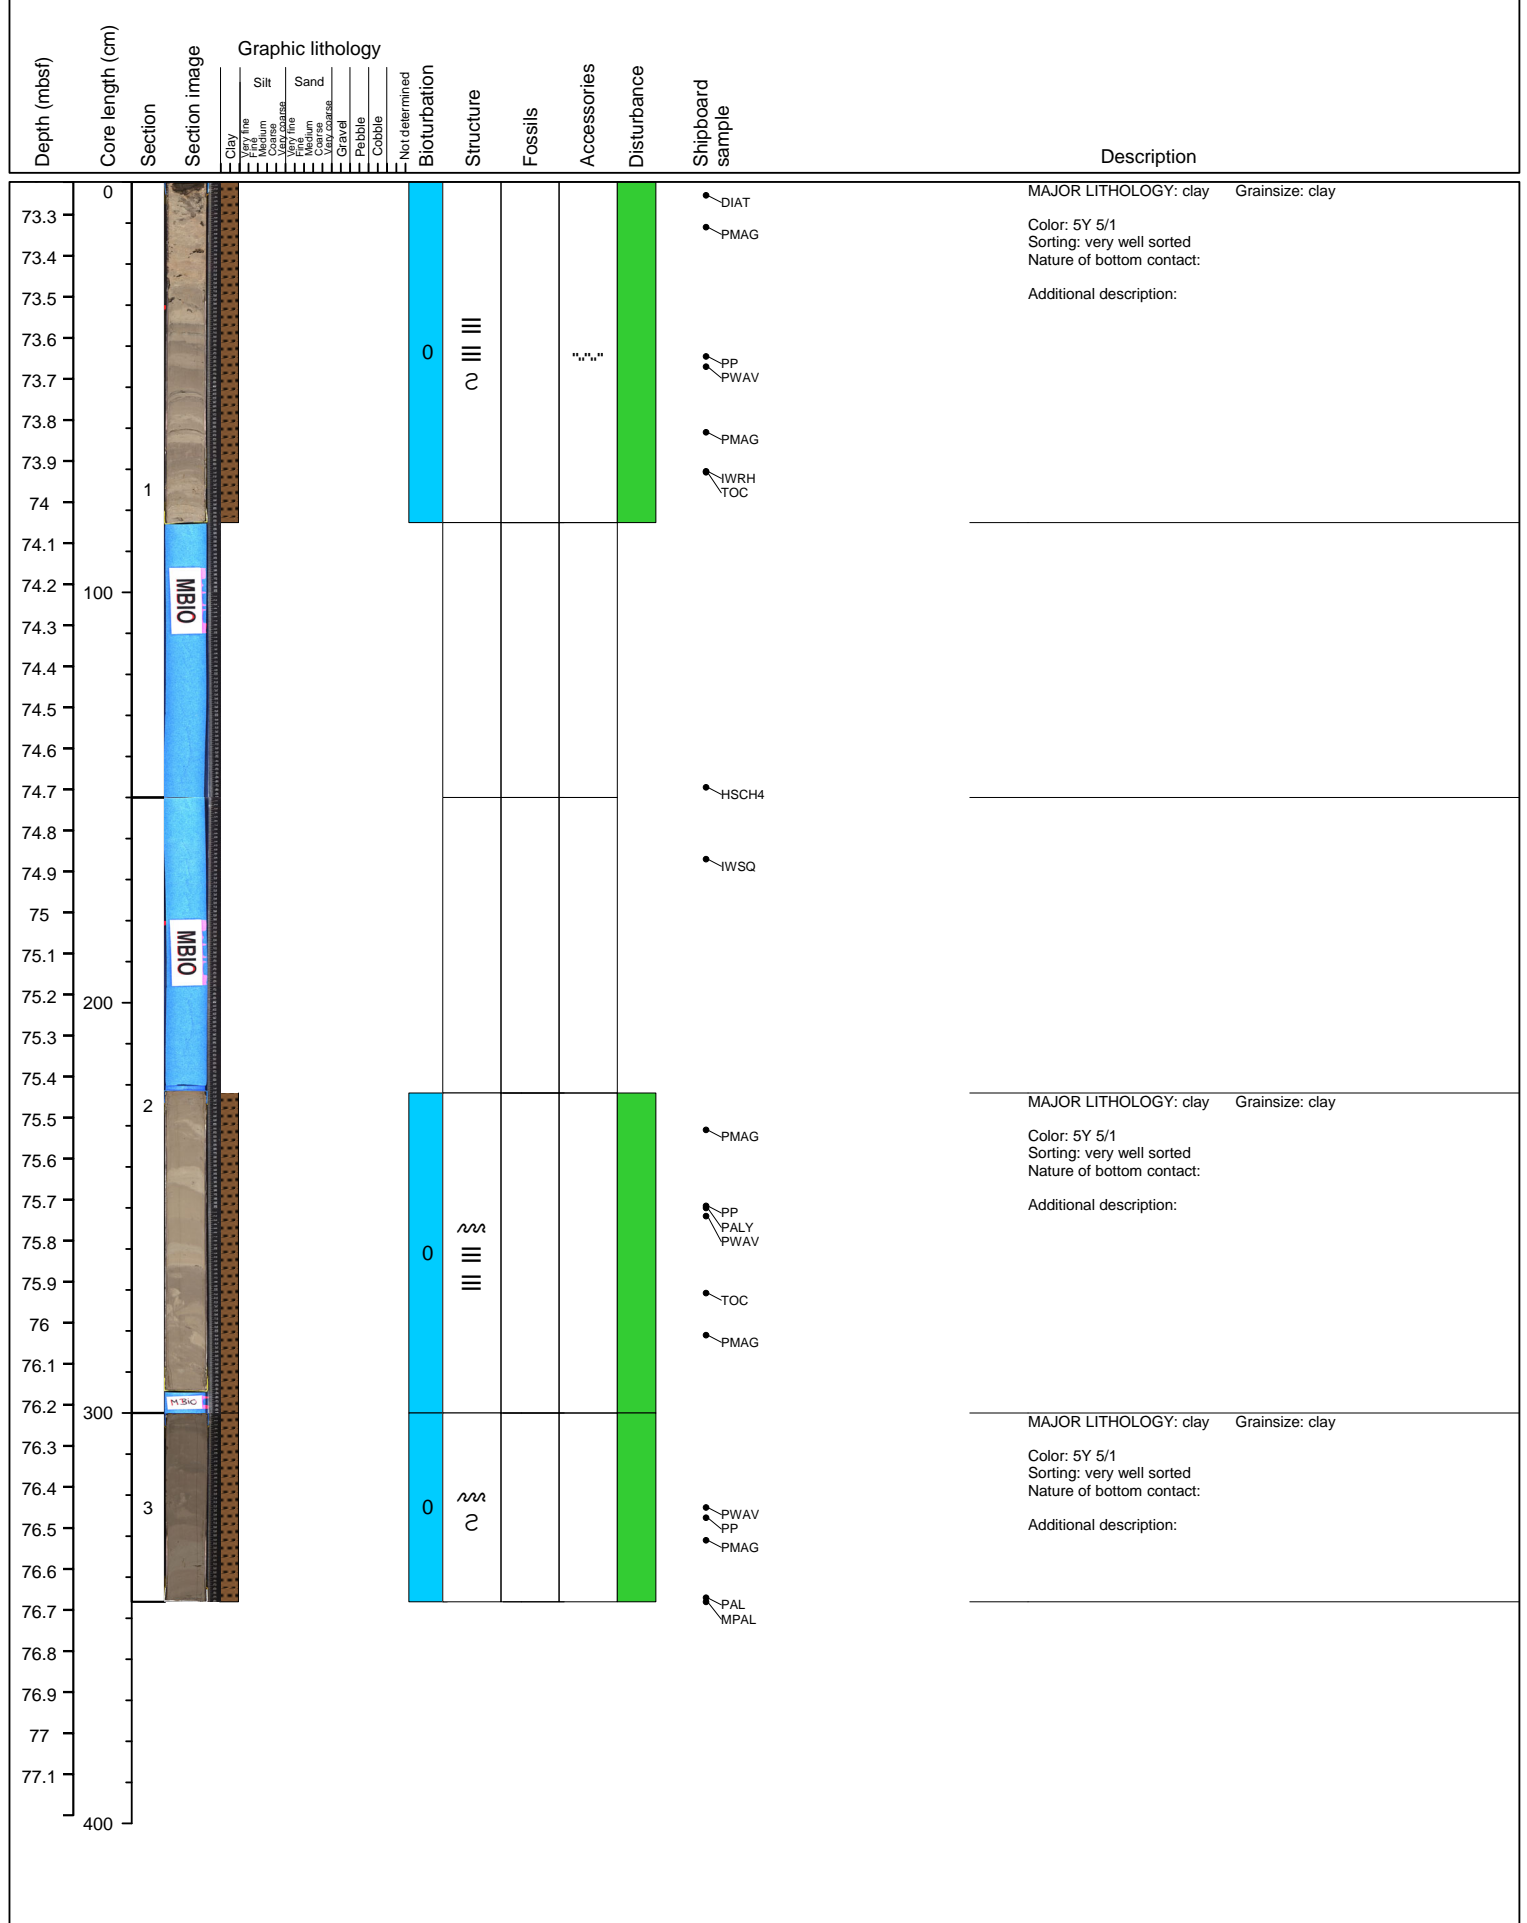 Depth (mbsf)
Core length (cm)
Section
Section image
Graphic lithology
Clay
Silt
Very fine
Fine
Medium
Coarse
Very coarse
Sand
Very fine
Fine
Medium
Coarse
Very coarse
Gravel
Pebble
Cobble
Not determined
Bioturbation
Structure
Fossils
Accessories
Disturbance
Shipboard
sample
Description
0
MAJOR LITHOLOGY: clay Grainsize: clay
DIAT
73.3
Color: 5Y 5/1
PMAG
Sorting: very well sorted
73.4
Nature of bottom contact:
73.5
Additional description:
73.6
0
PP
73.7
PWAV
73.8
PMAG
73.9
IWRH
1
TOC
74
74.1
74.2
100
MBIO
74.3
74.4
74.5
74.6
74.7
HSCH4
74.8
74.9
IWSQ
75
75.1
MBIO
75.2
200
75.3
75.4
2
MAJOR LITHOLOGY: clay Grainsize: clay
75.5
PMAG
Color: 5Y 5/1
Sorting: very well sorted
75.6
Nature of bottom contact:
75.7
Additional description:
PP
PALY
75.8
PWAV
0
75.9
TOC
76
PMAG
76.1
MBIO
76.2
300
MAJOR LITHOLOGY: clay Grainsize: clay
76.3
Color: 5Y 5/1
Sorting: very well sorted
76.4
Nature of bottom contact:
3
0
PWAV
76.5
PP
Additional description:
PMAG
76.6
PAL
76.7
MPAL
76.8
76.9
77
77.1
400